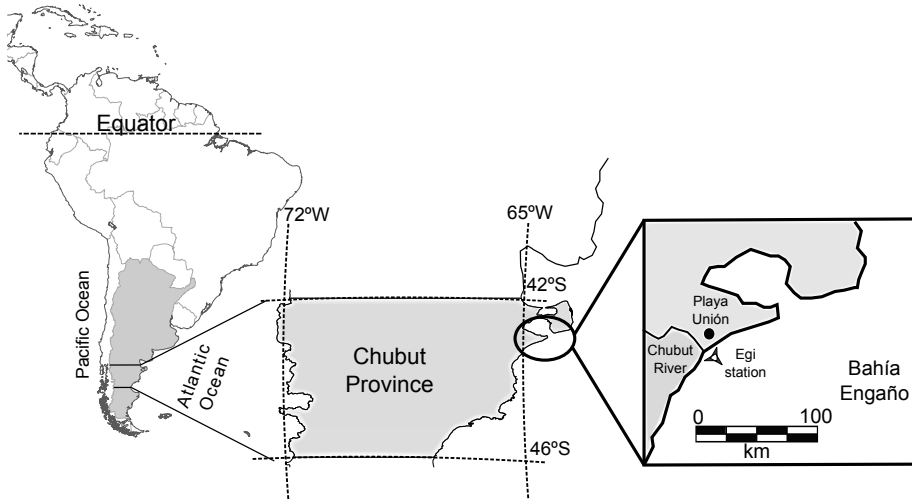 Equator
Pacific Ocean
Atlantic
Ocean
72ºW
65ºW
42ºS
46ºS
Chubut
Province
Playa
Unión
Chubut
River
Egi
station
Bahía
Engaño
0
100
km